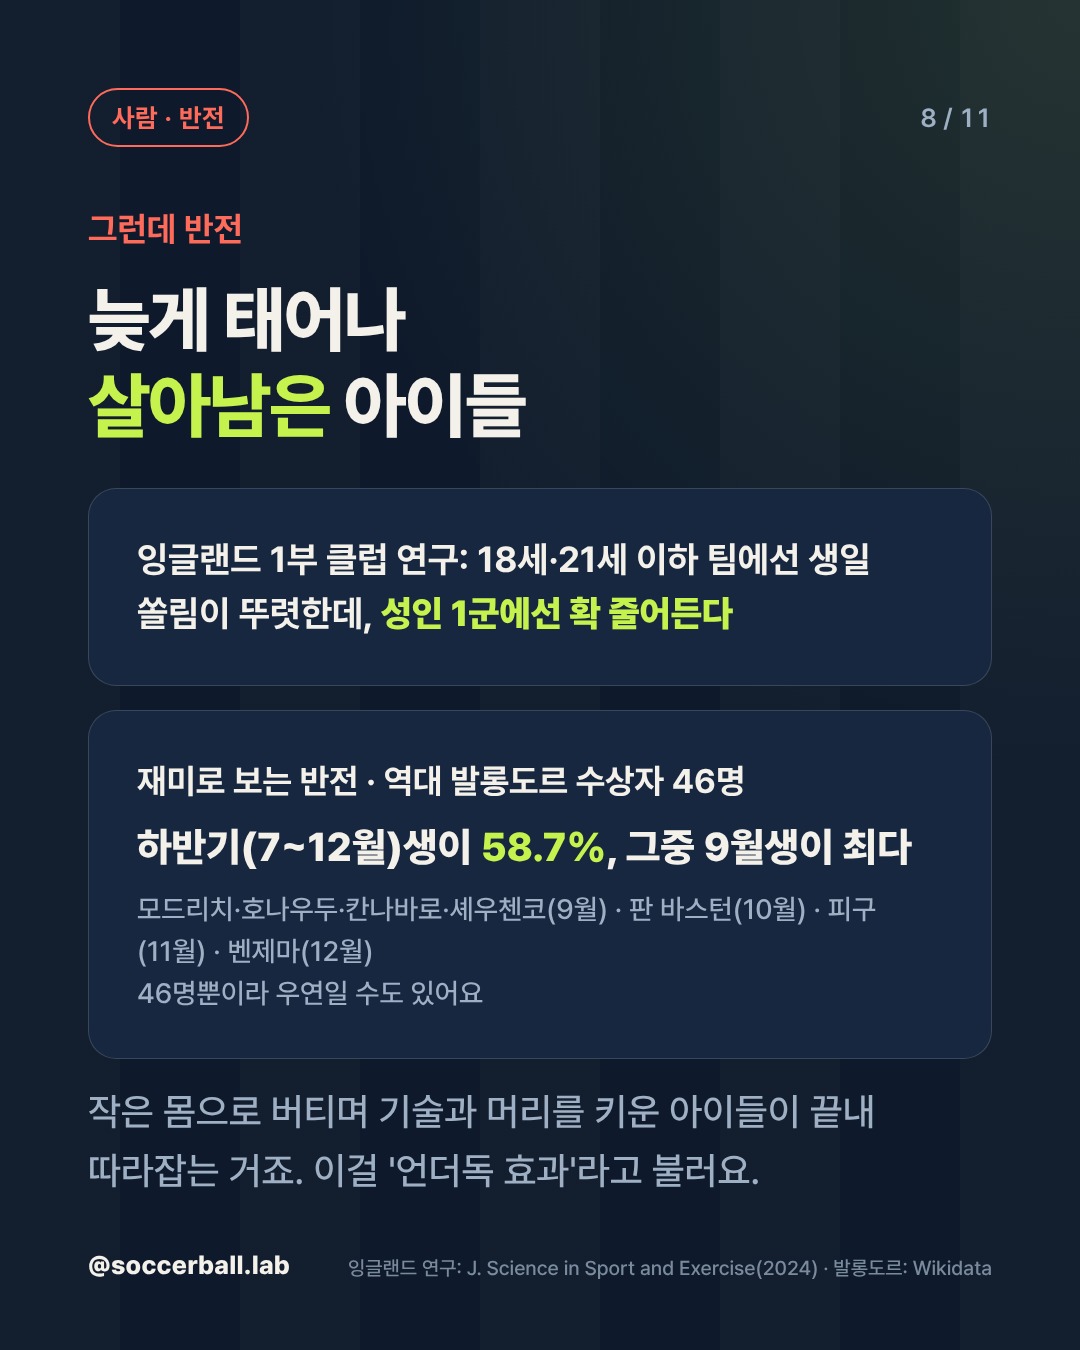 사람 · 반전
8 / 11
그런데 반전
늦게 태어나
살아남은 아이들
잉글랜드 1부 클럽 연구: 18세·21세 이하 팀에선 생일
쏠림이 뚜렷한데, 성인 1군에선 확 줄어든다
재미로 보는 반전 · 역대 발롱도르 수상자 46명
하반기(7~12월)생이 58.7%, 그중 9월생이 최다
모드리치·호나우두·칸나바로·셰우첸코(9월) · 판 바스턴(10월) · 피구
(11월) · 벤제마(12월)
46명뿐이라 우연일 수도 있어요
작은 몸으로 버티며 기술과 머리를 키운 아이들이 끝내
따라잡는 거죠. 이걸 '언더독 효과'라고 불러요.
@soccerball.lab
잉글랜드 연구: J. Science in Sport and Exercise(2024) · 발롱도르: Wikidata